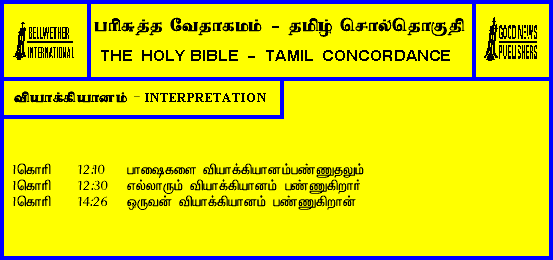 BELLWETHER
INTERNATIONAL
பரிசுத்த வேதாகமம் - தமிழ் சொல்தொகுதி
THE HOLY BIBLE - TAMIL CONCORDANCE
GOOD NEWS
PUBLISHERS
வியாக்கியானம் - INTERPRETATION
1கொரி 12:10 பாஷைகளை வியாக்கியானம்பண்ணுதலும்
1கொரி 12:30 எல்லாரும் வியாக்கியானம் பண்ணுகிறார்
1கொரி 14:26 ஒருவன் வியாக்கியானம் பண்ணுகிறான்